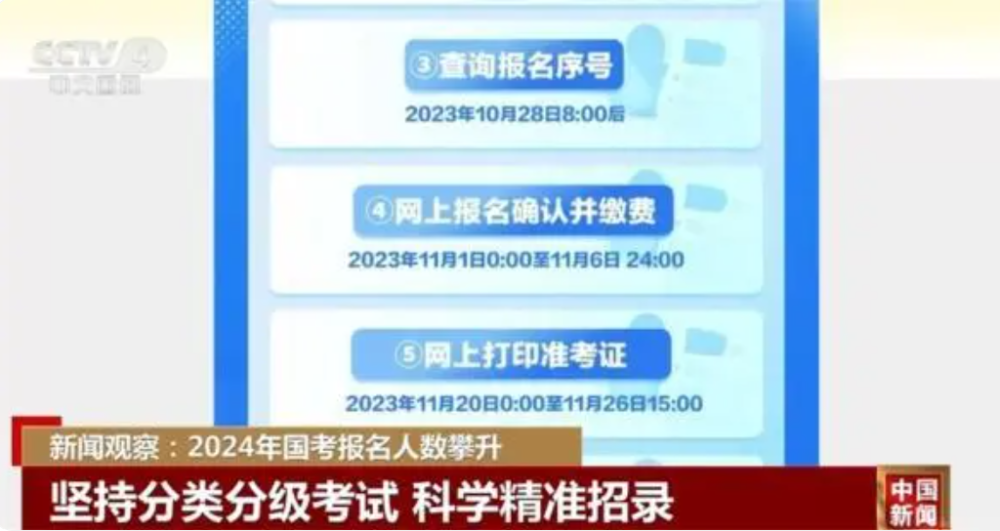 CCTV 4
中文国际
③查询报名序号
2023年10月28日8:00后
④网上报名确认并缴费
2023年11月1日0:00至11月6日 24:00
⑤网上打印准考证
2023年11月20日0:00至11月26日15:00
新闻观察：2024年国考报名人数攀升
坚持分类分级考试 科学精准招录
中国
新闻